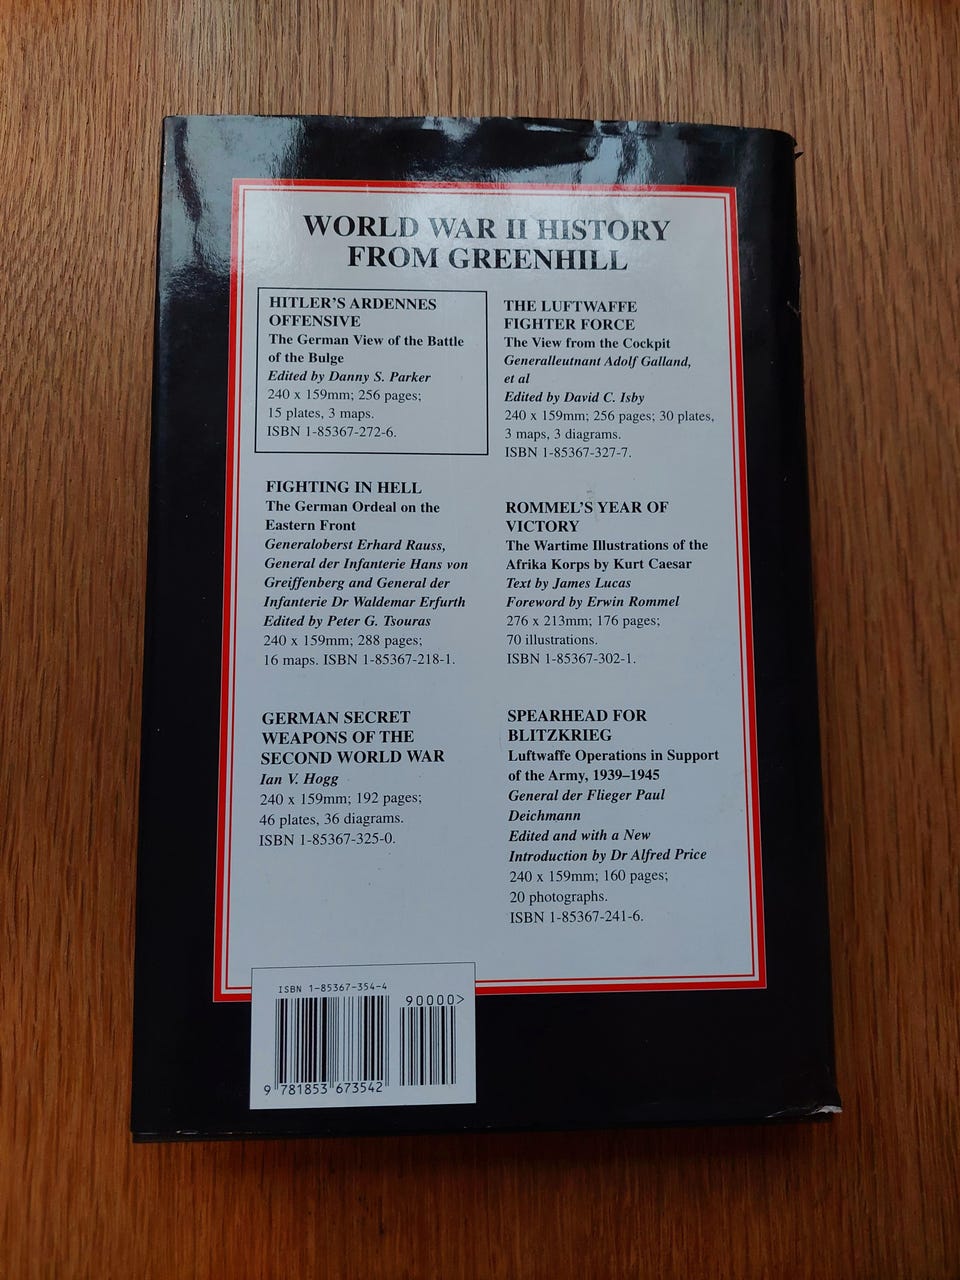 WORLD WAR II HISTORY
FROM GREENHILL
HITLER'S ARDENNES
OFFENSIVE
The German View of the Battle
of the Bulge
Edited by Danny S. Parker
240 x 159mm; 256 pages;
15 plates, 3 maps.
ISBN 1-85367-272-6.
FIGHTING IN HELL
The German Ordeal on the
Eastern Front
Generaloberst Erhard Rauss,
General der Infanterie Hans von
Greiffenberg and General der
Infanterie Dr Waldemar Erfurth
Edited by Peter G. Tsouras
240 x 159mm; 288 pages;
16 maps. ISBN 1-85367-218-1.
GERMAN SECRET
WEAPONS OF THE
SECOND WORLD WAR
Ian V. Hogg
240 x 159mm; 192 pages;
46 plates, 36 diagrams.
ISBN 1-85367-325-0.
THE LUFTWAFFE
FIGHTER FORCE
The View from the Cockpit
Generalleutnant Adolf Galland,
et al
Edited by David C. Isby
240 x 159mm; 256 pages; 30 plates,
3 maps, 3 diagrams.
ISBN 1-85367-327-7.
ROMMEL'S YEAR OF
VICTORY
The Wartime Illustrations of the
Afrika Korps by Kurt Caesar
Text by James Lucas
Foreword by Erwin Rommel
276 x 213mm; 176 pages;
70 illustrations.
ISBN 1-85367-302-1.
SPEARHEAD FOR
BLITZKRIEG
Luftwaffe Operations in Support
of the Army, 1939–1945
General der Flieger Paul
Deichmann
Edited and with a New
Introduction by Dr Alfred Price
240 x 159mm; 160 pages;
20 photographs.
ISBN 1-85367-241-6.
ISBN 1-85367-354-4
90000>
9 781853 673542